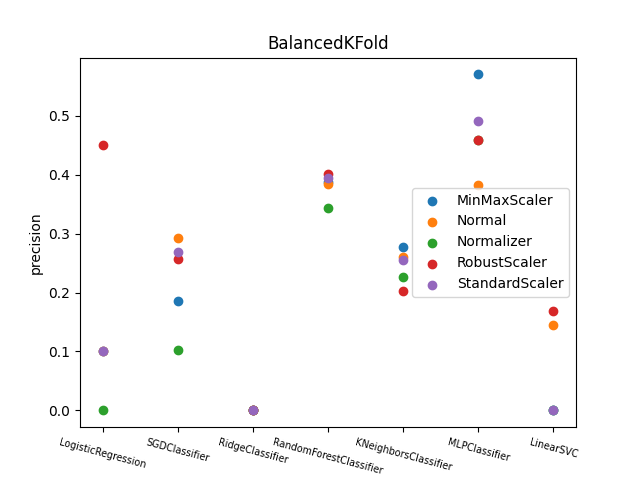 BalancedKFold
precision
0.5
0.4
0.3
0.2
0.1
0.0
MinMaxScaler
Normal
Normalizer
RobustScaler
StandardScaler
LogisticRegression
SGDClassifier
RidgeClassifier
RandomForestClassifier
KNeighborsClassifier
MLPClassifier
LinearSVC